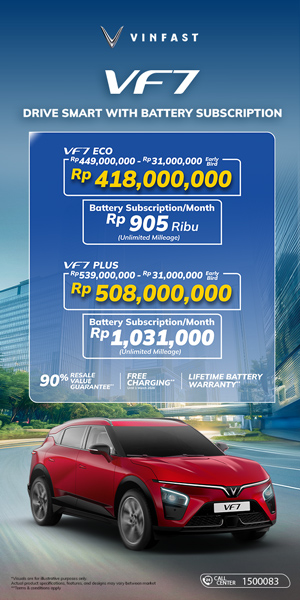 VINFAST
VF7
DRIVE SMART WITH BATTERY SUBSCRIPTION
VF7 ECO
Rp449,000,000 - Rp31,000,000 Early Bird
Rp 418,000,000
Battery Subscription/Month
Rp 905 Ribu
(Unlimited Mileage)
VF7 PLUS
Rp539,000,000 - Rp31,000,000 Early Bird
Rp 508,000,000
Battery Subscription/Month
Rp 1,031,000
(Unlimited Mileage)
90% RESALE VALUE GUARANTEE**
FREE CHARGING**
LIFETIME BATTERY WARRANTY**
VF7
*Visuals are for illustrative purposes only.
Actual product specifications, features, and designs may vary between market
**Terms & conditions apply
CALL CENTER 1500083